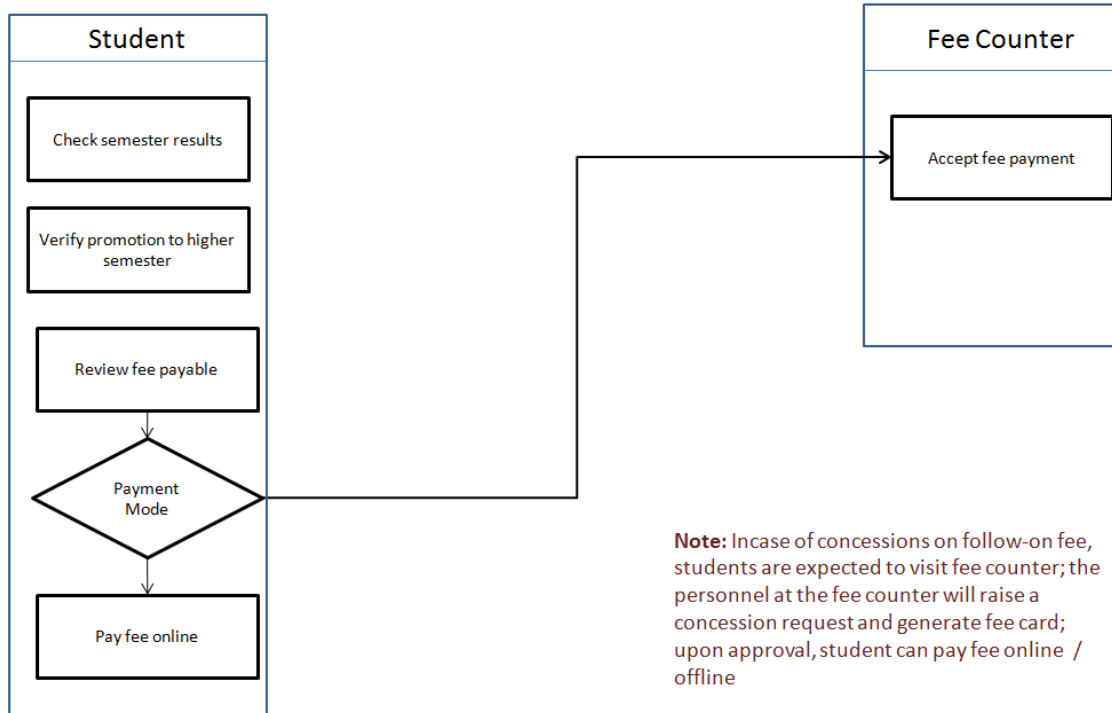 Student
Check semester results
Verify promotion to higher
semester
Review fee payable
Payment
Mode
Pay fee online
Fee Counter
Accept fee payment
Note: Incase of concessions on follow-on fee,
students are expected to visit fee counter; the
personnel at the fee counter will raise a
concession request and generate fee card;
upon approval, student can pay fee online /
offline